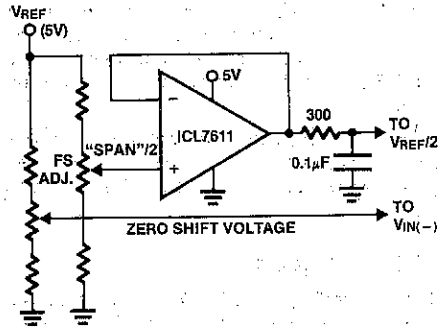 VREF
(5V)
5V
−
ICL7611
+
"SPAN"/2
FS
ADJ.
300
0.1µF
TO
VREF/2
ZERO SHIFT VOLTAGE
TO
VIN(−)